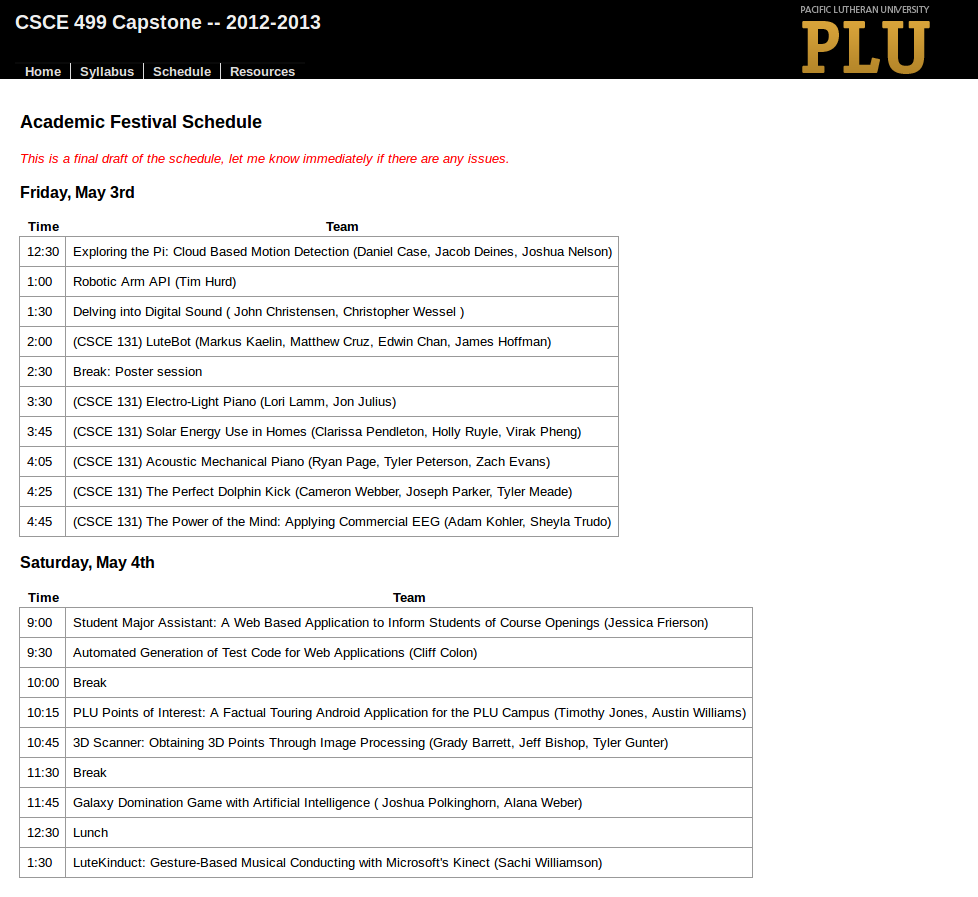 CSCE 499 Capstone -- 2012-2013
PACIFIC LUTHERAN UNIVERSITY
PLU
Home Syllabus Schedule Resources
Academic Festival Schedule
This is a final draft of the schedule, let me know immediately if there are any issues.
Friday, May 3rd
Time Team
12:30 Exploring the Pi: Cloud Based Motion Detection (Daniel Case, Jacob Deines, Joshua Nelson)
1:00 Robotic Arm API (Tim Hurd)
1:30 Delving into Digital Sound ( John Christensen, Christopher Wessel )
2:00 (CSCE 131) LuteBot (Markus Kaelin, Matthew Cruz, Edwin Chan, James Hoffman)
2:30 Break: Poster session
3:30 (CSCE 131) Electro-Light Piano (Lori Lamm, Jon Julius)
3:45 (CSCE 131) Solar Energy Use in Homes (Clarissa Pendleton, Holly Ruyle, Virak Pheng)
4:05 (CSCE 131) Acoustic Mechanical Piano (Ryan Page, Tyler Peterson, Zach Evans)
4:25 (CSCE 131) The Perfect Dolphin Kick (Cameron Webber, Joseph Parker, Tyler Meade)
4:45 (CSCE 131) The Power of the Mind: Applying Commercial EEG (Adam Kohler, Sheyla Trudo)
Saturday, May 4th
Time Team
9:00 Student Major Assistant: A Web Based Application to Inform Students of Course Openings (Jessica Frierson)
9:30 Automated Generation of Test Code for Web Applications (Cliff Colon)
10:00 Break
10:15 PLU Points of Interest: A Factual Touring Android Application for the PLU Campus (Timothy Jones, Austin Williams)
10:45 3D Scanner: Obtaining 3D Points Through Image Processing (Grady Barrett, Jeff Bishop, Tyler Gunter)
11:30 Break
11:45 Galaxy Domination Game with Artificial Intelligence ( Joshua Polkinghorn, Alana Weber)
12:30 Lunch
1:30 LuteKinduct: Gesture-Based Musical Conducting with Microsoft's Kinect (Sachi Williamson)